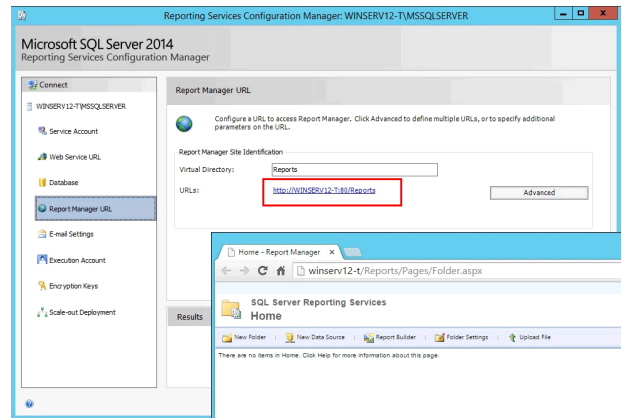 Reporting Services Configuration Manager: WINSERV12-T\MSSQLSERVER
Microsoft SQL Server 2014
Reporting Services Configuration Manager
Connect
WINSERV12-T\MSSQLSERVER
Service Account
Web Service URL
Database
Report Manager URL
E-mail Settings
Execution Account
Encryption Keys
Scale-out Deployment
Report Manager URL
Configure a URL to access Report Manager. Click Advanced to define multiple URLs, or to specify additional
parameters on the URL.
Report Manager Site Identification
Virtual Directory: Reports
URLs: http://WINSERV12-T:80/Reports
Advanced
Results
Home - Report Manager x
winserv12-t/Reports/Pages/Folder.aspx
SQL Server Reporting Services
Home
New Folder New Data Source Report Builder Folder Settings Upload File
There are no items in Home. Click Help for more information about this page.